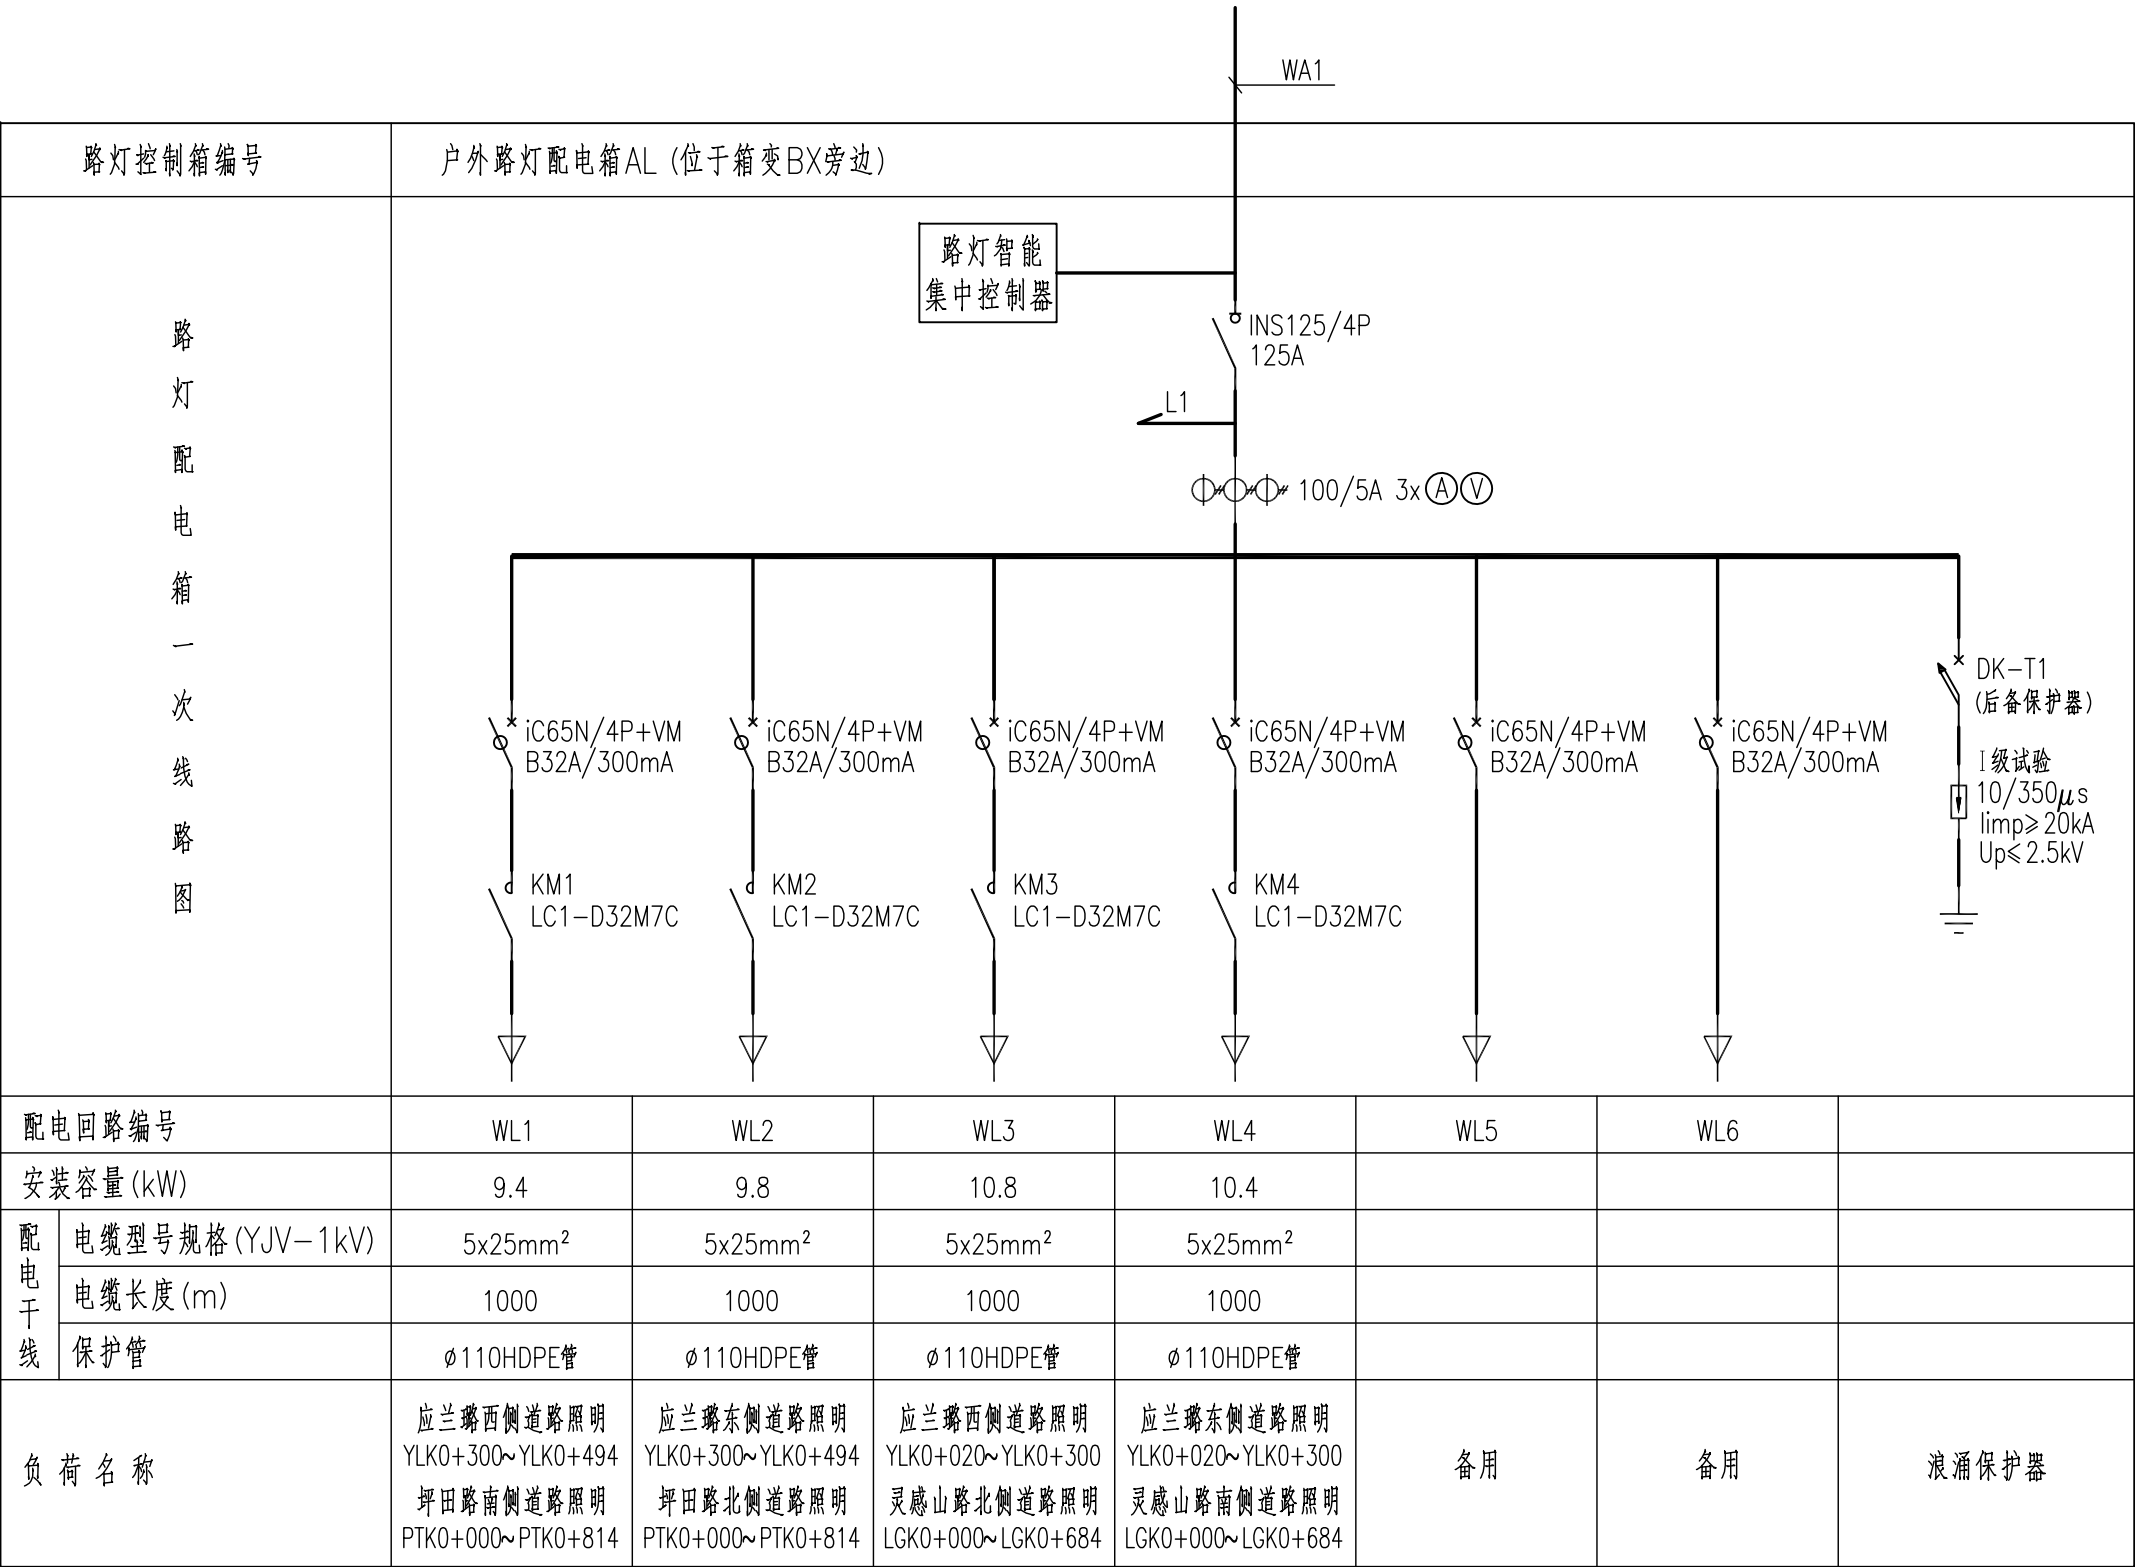 WA1
路灯控制箱编号
户外路灯配电箱AL (位于箱变BX旁边)
路灯配电箱一次线路图
路灯智能
集中控制器
INS125/4P
125A
L1
100/5A 3x A V
iC65N/4P+VM
B32A/300mA
iC65N/4P+VM
B32A/300mA
iC65N/4P+VM
B32A/300mA
iC65N/4P+VM
B32A/300mA
iC65N/4P+VM
B32A/300mA
iC65N/4P+VM
B32A/300mA
DK-T1
(后备保护器)
I级试验
10/350μs
Iimp≥20kA
Up≤2.5kV
KM1
LC1-D32M7C
KM2
LC1-D32M7C
KM3
LC1-D32M7C
KM4
LC1-D32M7C
配电回路编号 WL1 WL2 WL3 WL4 WL5 WL6
安装容量(kW) 9.4 9.8 10.8 10.4
配电干线
电缆型号规格(YJV-1kV) 5x25mm² 5x25mm² 5x25mm² 5x25mm²
电缆长度(m) 1000 1000 1000 1000
保护管 ø110HDPE管 ø110HDPE管 ø110HDPE管 ø110HDPE管
负荷名称
应兰璐西侧道路照明
YLK0+300~YLK0+494
坪田路南侧道路照明
PTK0+000~PTK0+814
应兰璐东侧道路照明
YLK0+300~YLK0+494
坪田路北侧道路照明
PTK0+000~PTK0+814
应兰璐西侧道路照明
YLK0+020~YLK0+300
灵感山路北侧道路照明
LGK0+000~LGK0+684
应兰璐东侧道路照明
YLK0+020~YLK0+300
灵感山路南侧道路照明
LGK0+000~LGK0+684
备用
备用
浪涌保护器